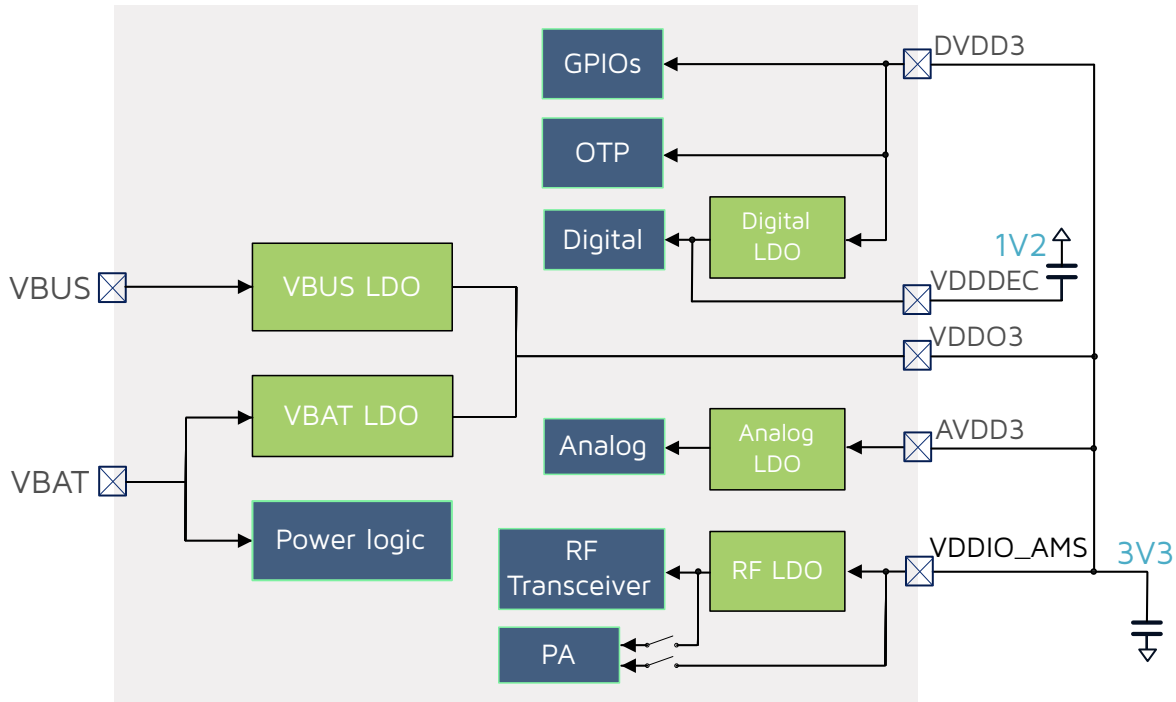 DVDD3
GPIOs
OTP
Digital
Digital
LDO
1V2
VDDDEC
VBUS
VBUS LDO
VDDO3
VBAT LDO
Analog
Analog
LDO
AVDD3
VBAT
Power logic
RF
Transceiver
RF LDO
VDDIO_AMS
3V3
PA